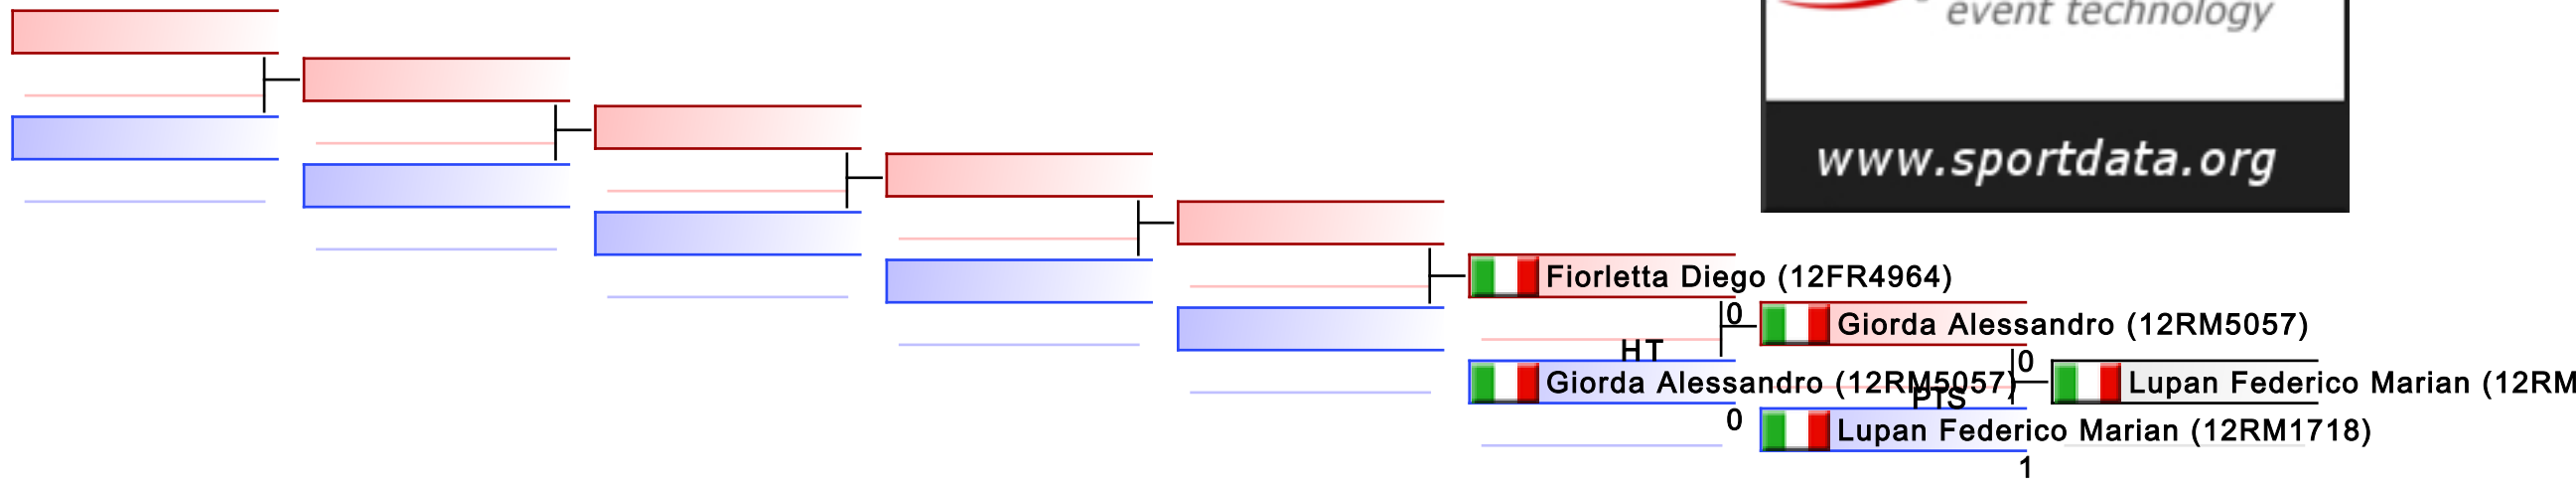 event technology
www.sportdata.org
Fiorletta Diego (12FR4964)
0
Giorda Alessandro (12RM5057)
HT
0
Giorda Alessandro (12RM5057)
Lupan Federico Marian (12RM
PTS
0
Lupan Federico Marian (12RM1718)
1